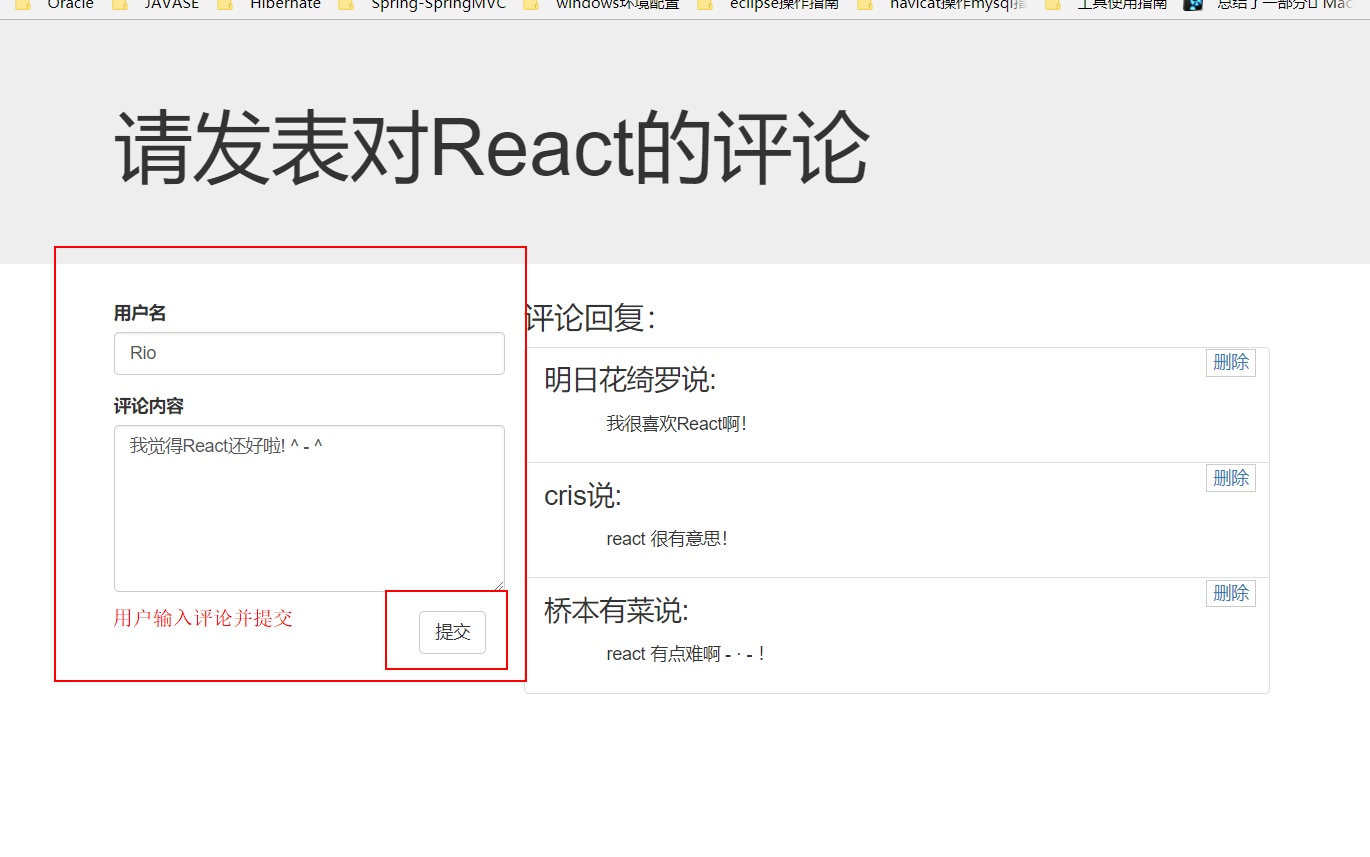 Oracle JAVASE Hibernate Spring-SpringMVC windows环境配置 eclipse操作指南 navicat操作mysql指 工具使用指南 总结了一部分 Mac
请发表对React的评论
用户名
Rio
评论内容
我觉得React还好啦! ^ - ^
用户输入评论并提交
提交
评论回复：
明日花绮罗说:
删除
我很喜欢React啊！
cris说:
删除
react 很有意思！
桥本有菜说:
删除
react 有点难啊 - · - ！